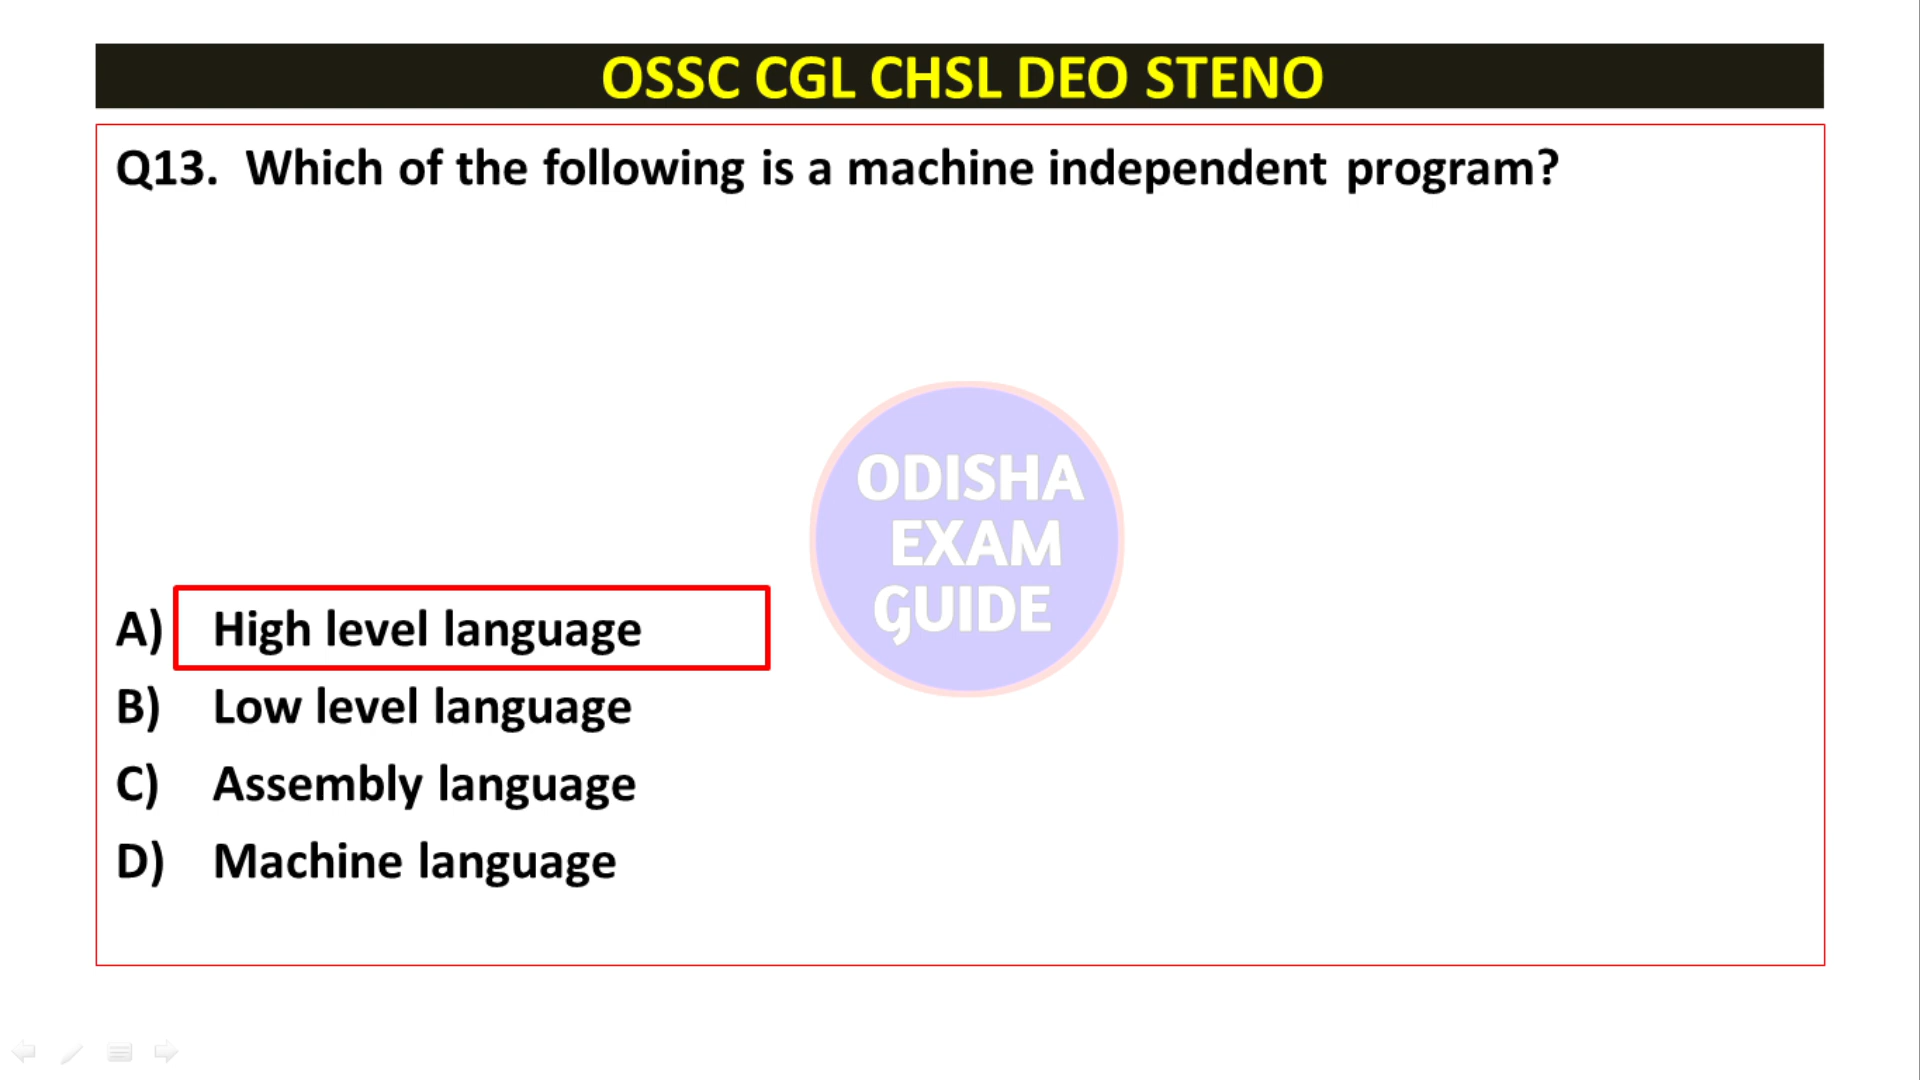 OSSC CGL CHSL DEO STENO
Q13. Which of the following is a machine independent program?
ODISHA
EXAM
GUIDE
A) High level language
B) Low level language
C) Assembly language
D) Machine language